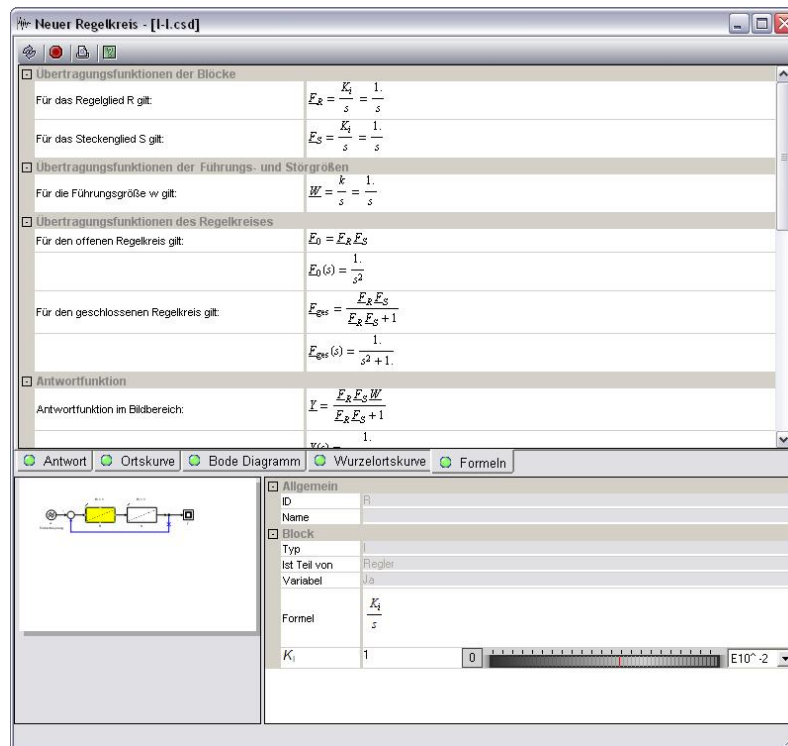 Neuer Regelkreis - [I-I.csd]
Übertragungsfunktionen der Blöcke
Für das Regelglied R gilt: F_R = K_i / s = 1. / s
Für das Steckenglied S gilt: F_S = K_i / s = 1. / s
Übertragungsfunktionen der Führungs- und Störgrößen
Für die Führungsgröße w gilt: W = k / s = 1. / s
Übertragungsfunktionen des Regelkreises
Für den offenen Regelkreis gilt: F_0 = F_R F_S
F_0(s) = 1. / s²
Für den geschlossenen Regelkreis gilt: F_ges = F_R F_S / F_R F_S + 1
F_ges(s) = 1. / s² + 1.
Antwortfunktion
Antwortfunktion im Bildbereich: Y = F_R F_S W / F_R F_S + 1
1.
Antwort Ortskurve Bode Diagramm Wurzelortskurve Formeln
Allgemein
ID R
Name
Block
Typ I
Ist Teil von Regler
Variabel Ja
Formel K_i / s
K_i 1 0 E10^-2